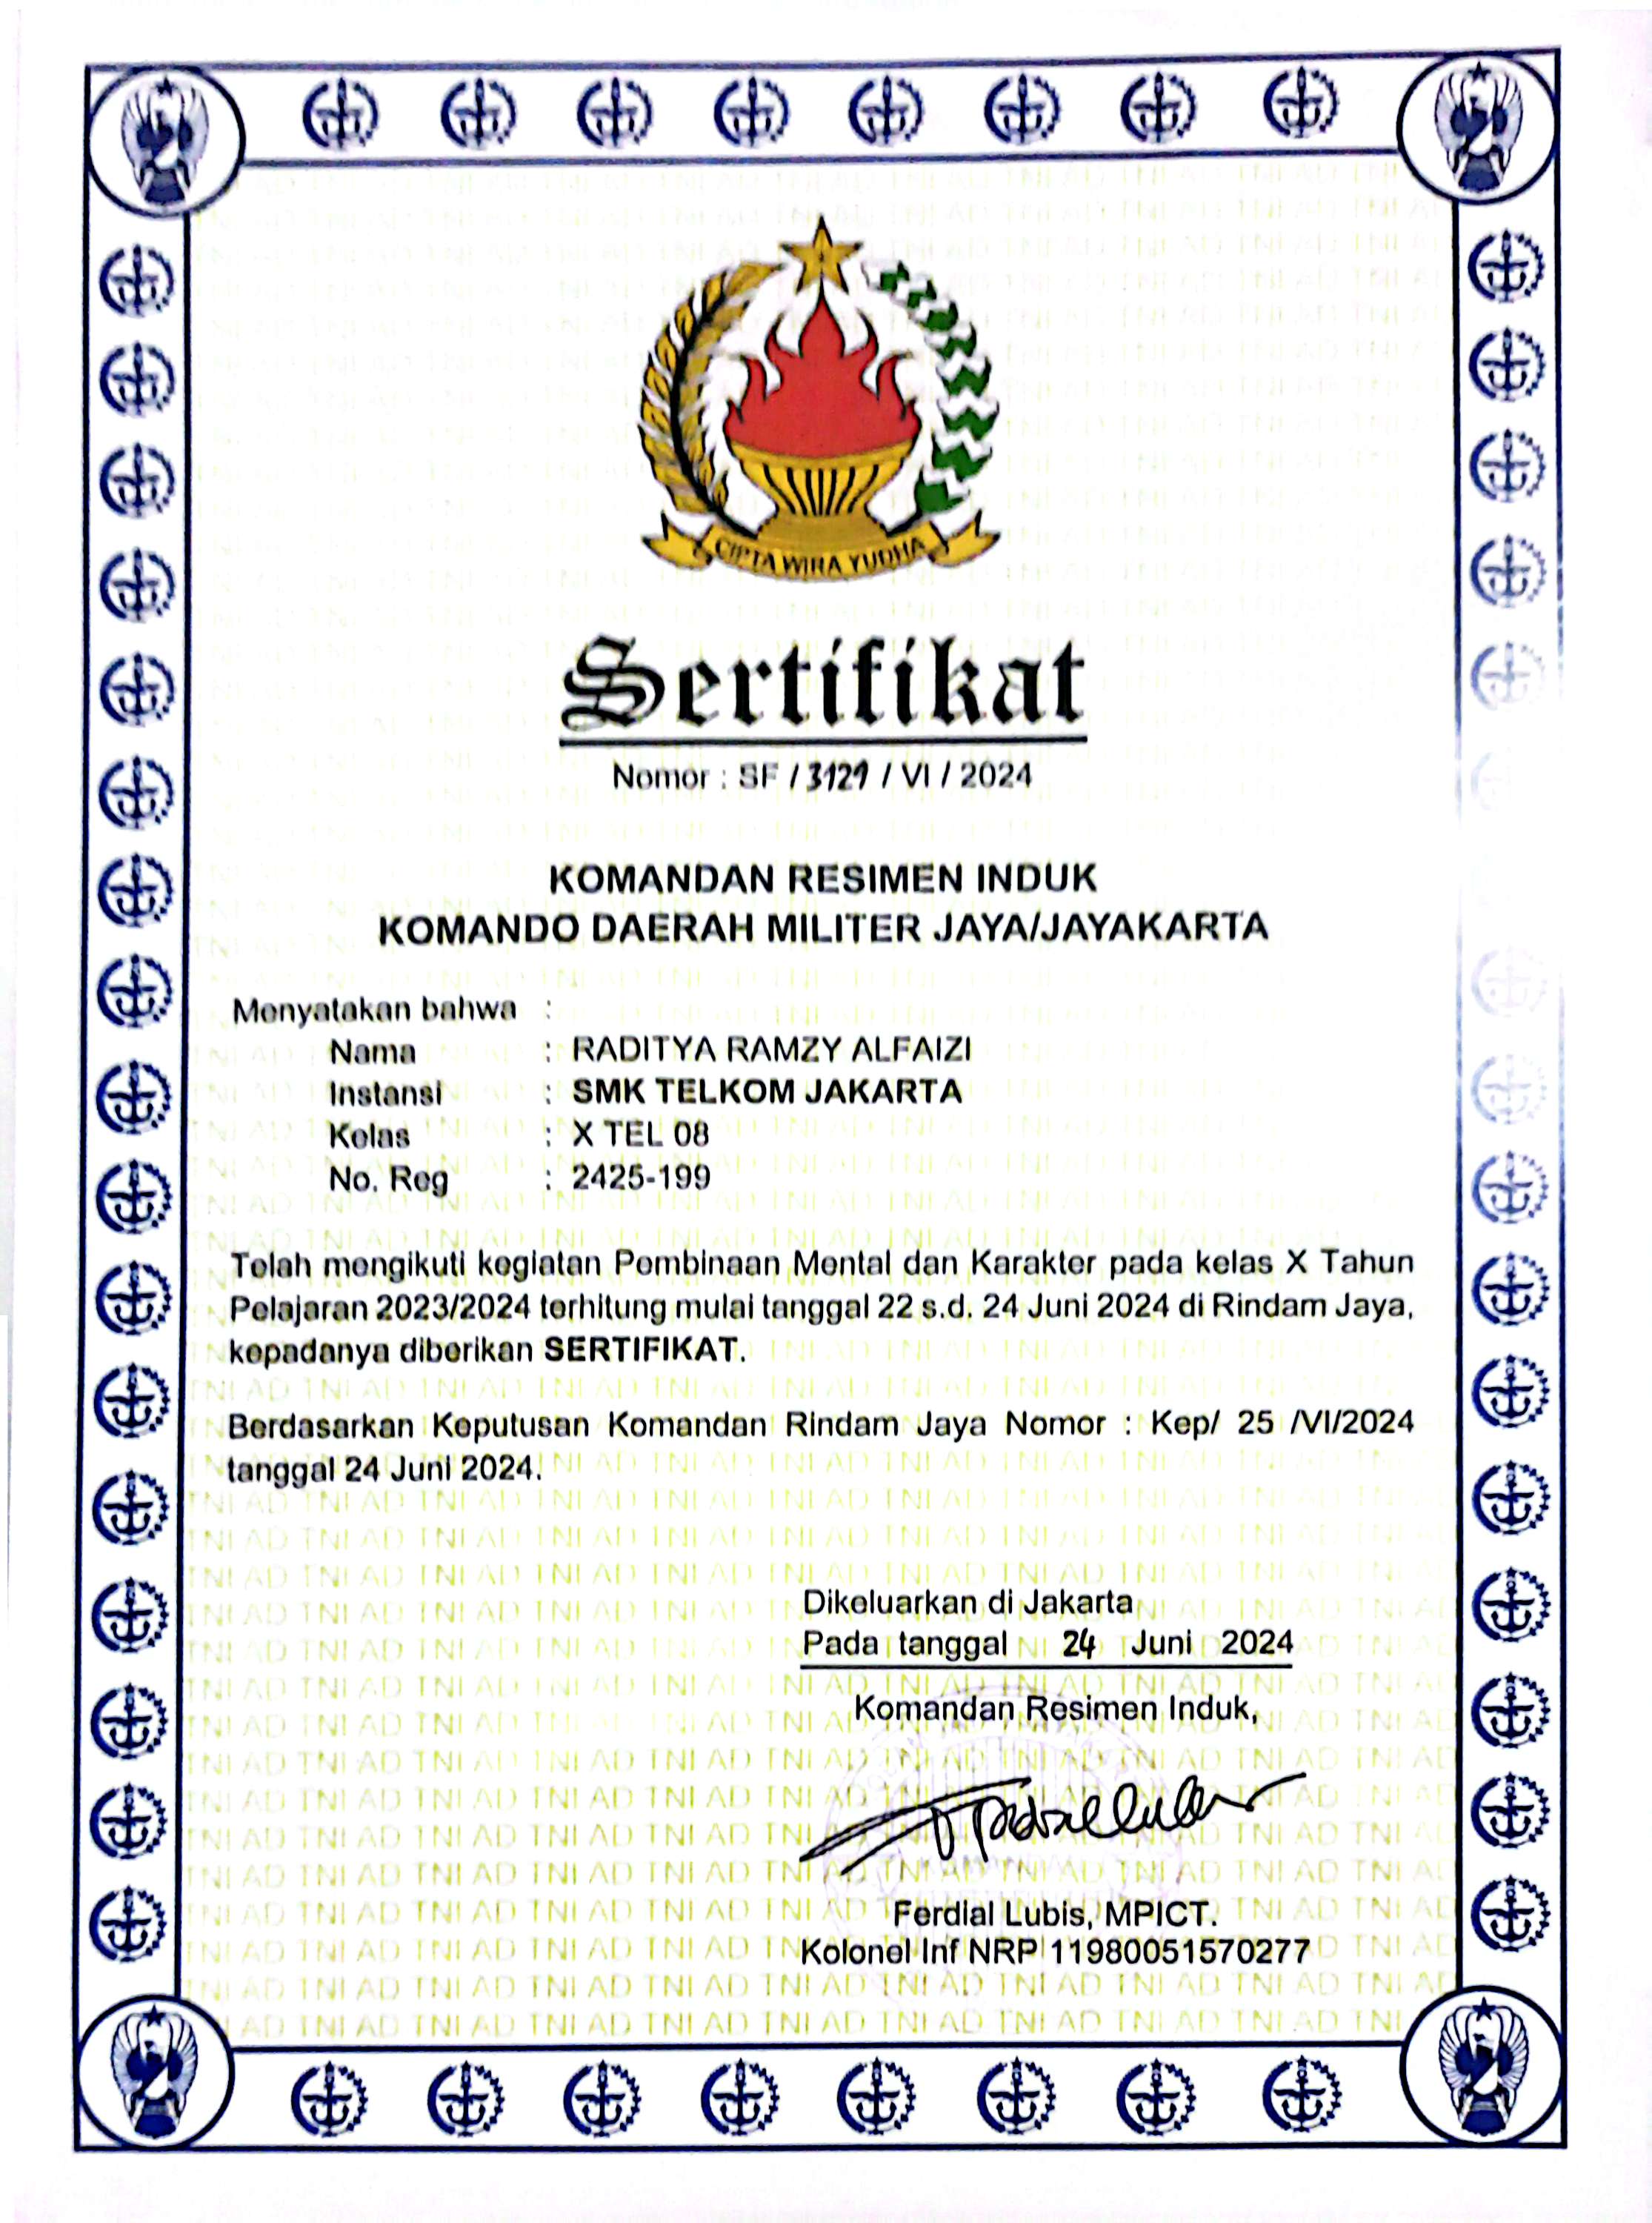 CIPTA WIRA YUDHA
Sertifikat
Nomor : SF / 3129 / VI / 2024
KOMANDAN RESIMEN INDUK
KOMANDO DAERAH MILITER JAYA/JAYAKARTA
Menyatakan bahwa :
Nama : RADITYA RAMZY ALFAIZI
Instansi : SMK TELKOM JAKARTA
Kelas : X TEL 08
No. Reg : 2425-199
Telah mengikuti kegiatan Pembinaan Mental dan Karakter pada kelas X Tahun
Pelajaran 2023/2024 terhitung mulai tanggal 22 s.d. 24 Juni 2024 di Rindam Jaya,
kepadanya diberikan SERTIFIKAT.
Berdasarkan Keputusan Komandan Rindam Jaya Nomor : Kep/ 25 /VI/2024
tanggal 24 Juni 2024.
Dikeluarkan di Jakarta
Pada tanggal 24 Juni 2024
Komandan Resimen Induk,
Ferdial Lubis, MPICT.
Kolonel Inf NRP 11980051570277